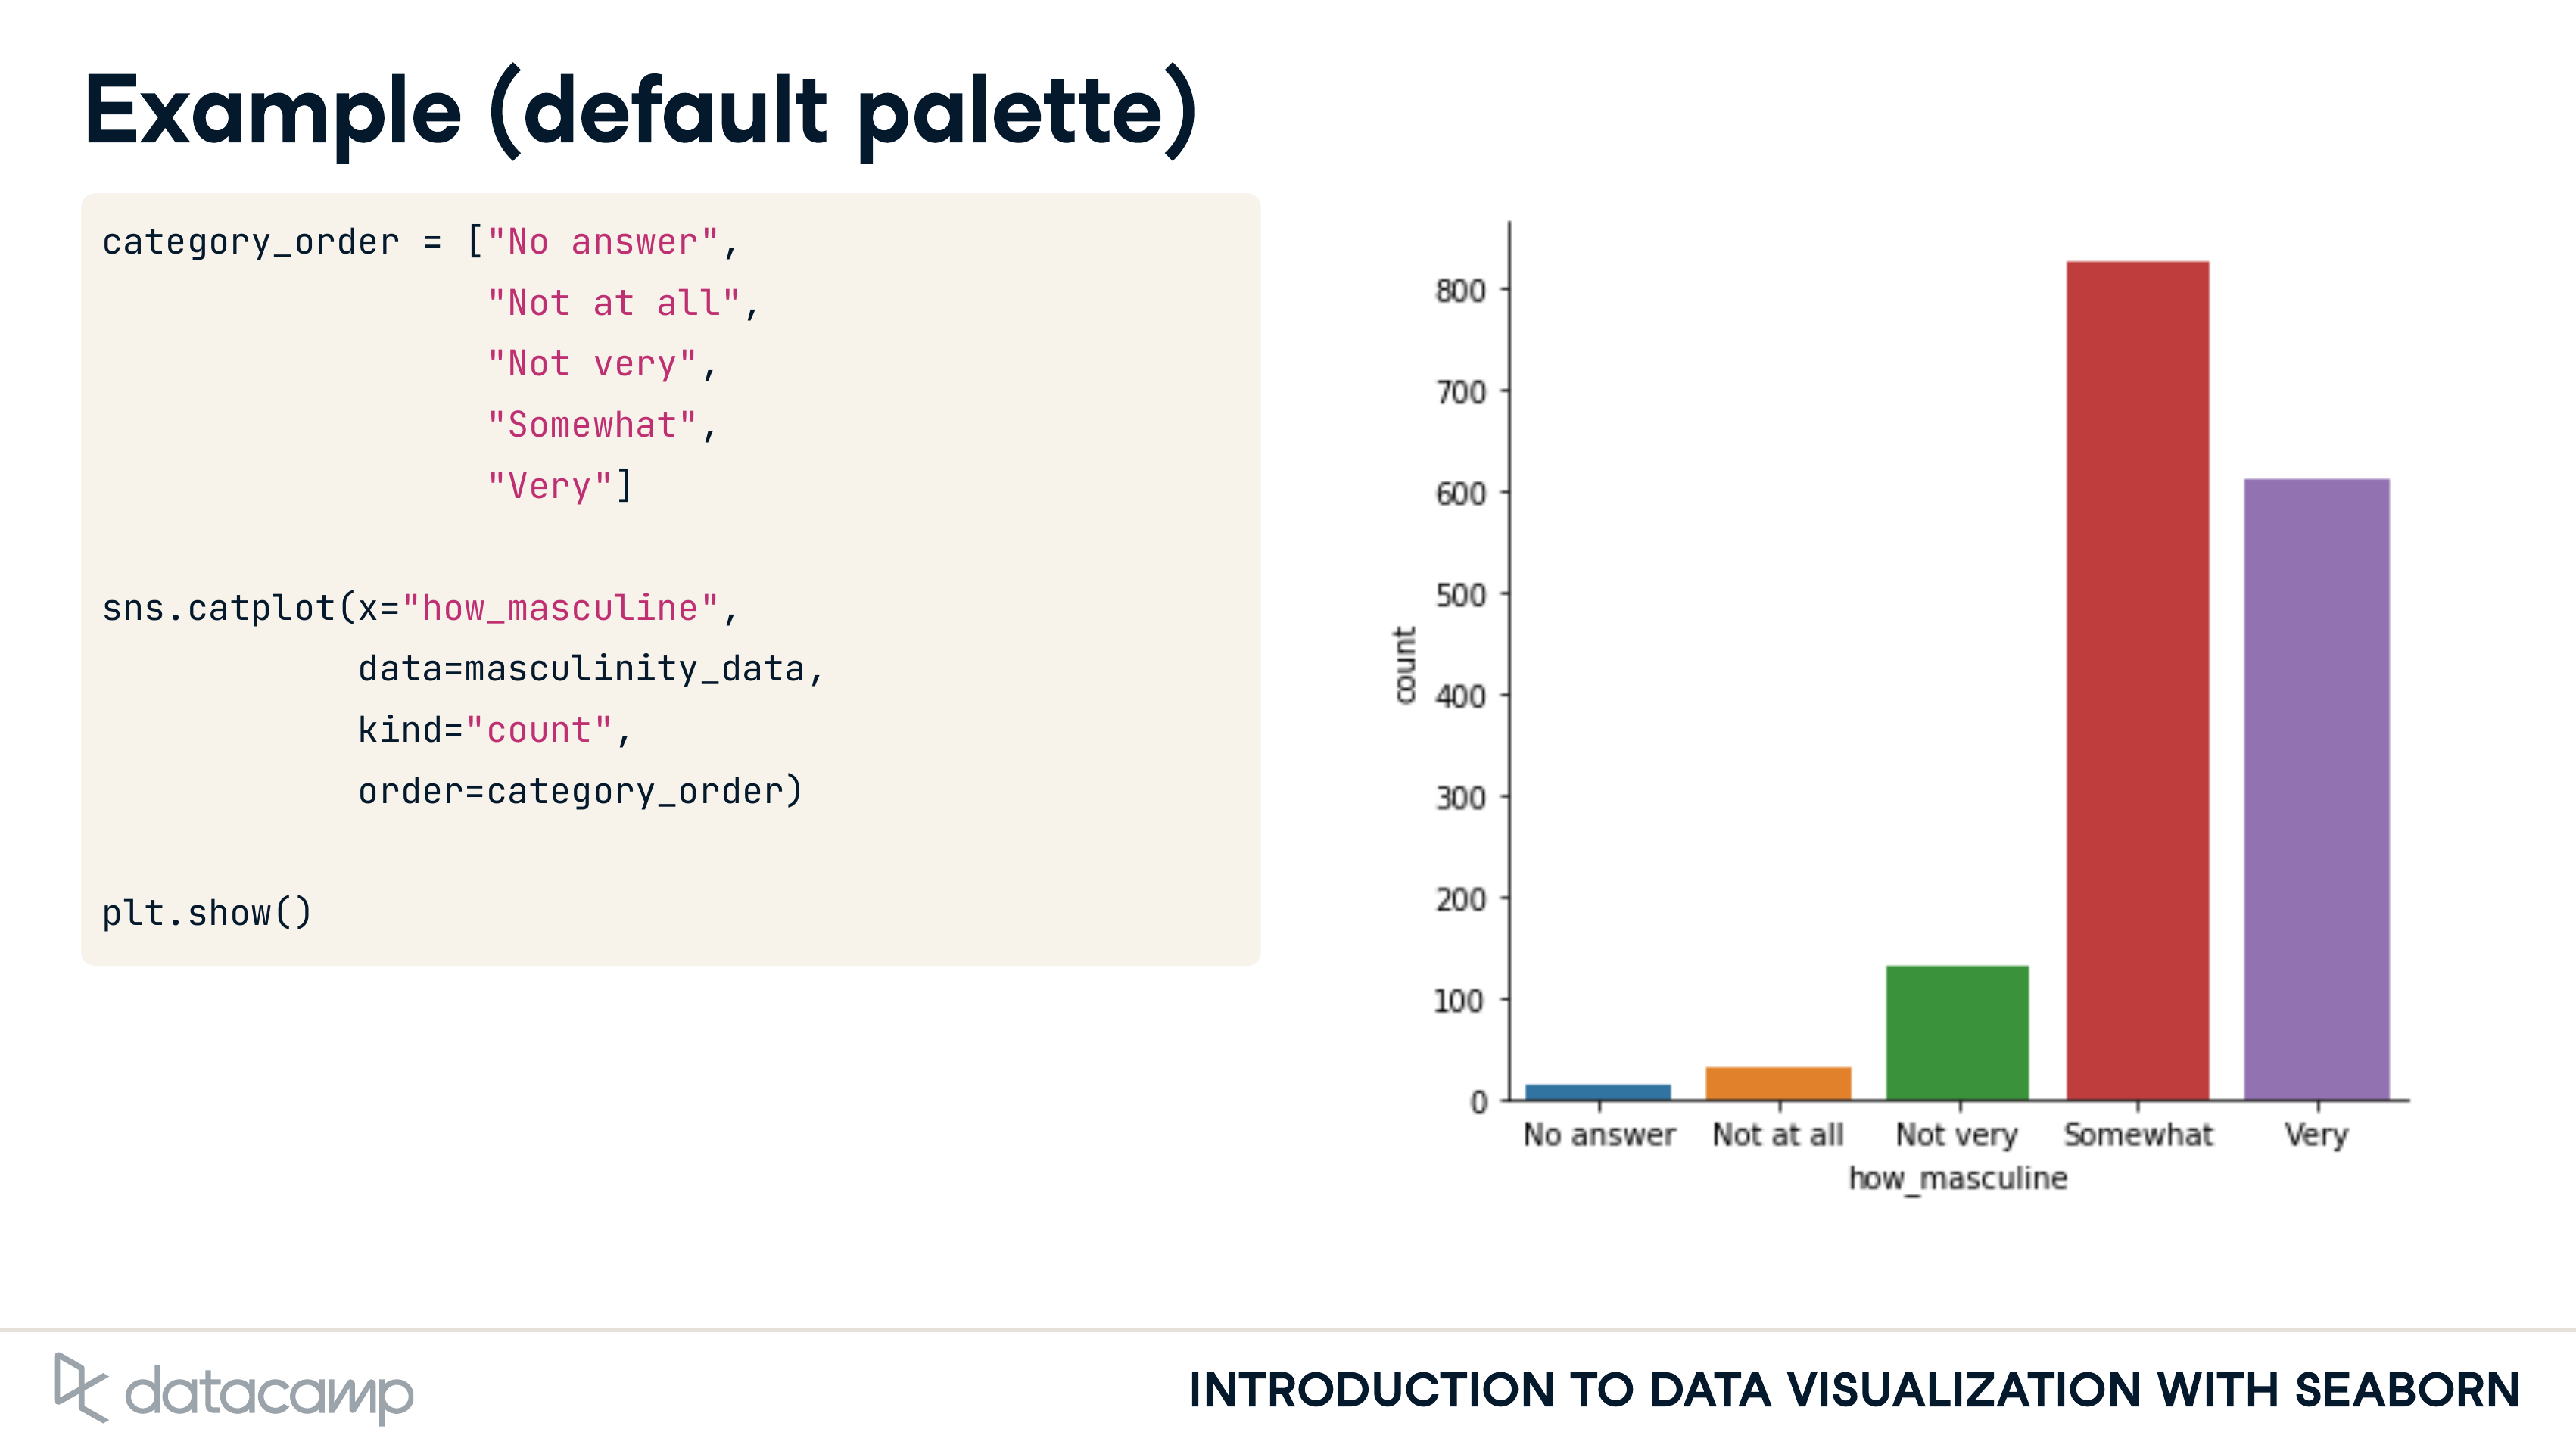 Example (default palette)
category_order = ["No answer",
"Not at all",
"Not very",
"Somewhat",
"Very"]
sns.catplot(x="how_masculine",
data=masculinity_data,
kind="count",
order=category_order)
plt.show()
800
700
600
500
400
300
200
100
0
count
No answer Not at all Not very Somewhat Very
how_masculine
datacamp
INTRODUCTION TO DATA VISUALIZATION WITH SEABORN